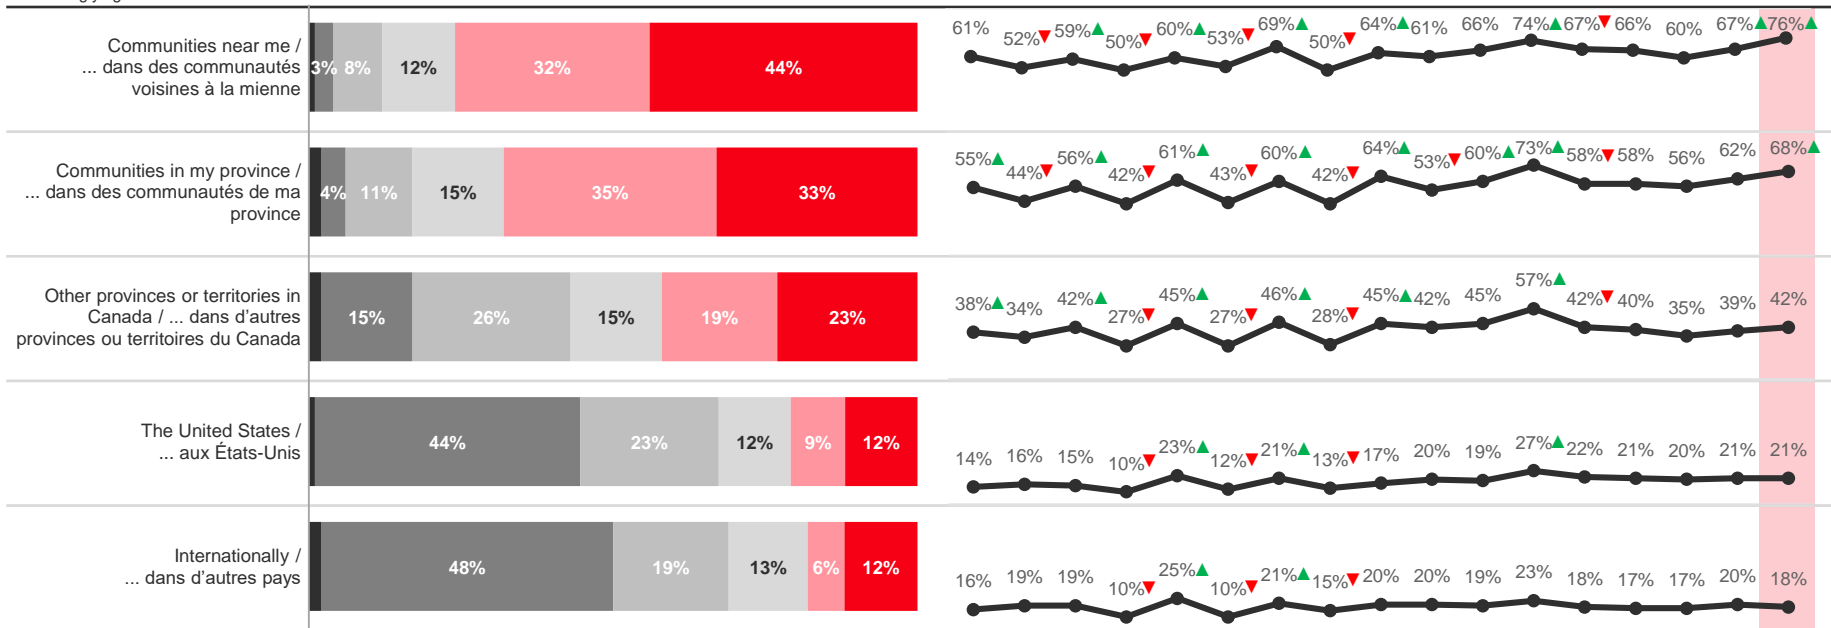 Communities near me /
... dans des communautés
voisines à la mienne
3% 8% 12% 32% 44%
61% 52%▼ 59%▲ 50%▼ 60%▲ 53%▼ 69%▲ 50%▼ 64%▲ 61% 66% 74%▲ 67%▼ 66% 60% 67%▲ 76%▲
Communities in my province /
... dans des communautés de ma
province
4% 11% 15% 35% 33%
55%▲ 44%▼ 56%▲ 42%▼ 61%▲ 43%▼ 60%▲ 42%▼ 64%▲ 53%▼ 60%▲ 73%▲ 58%▼ 58% 56% 62% 68%▲
Other provinces or territories in
Canada / ... dans d'autres
provinces ou territoires du Canada
15% 26% 15% 19% 23%
38%▲ 34% 42%▲ 27%▼ 45%▲ 27%▼ 46%▲ 28%▼ 45%▲ 42% 45% 57%▲ 42%▼ 40% 35% 39% 42%
The United States /
... aux États-Unis
44% 23% 12% 9% 12%
14% 16% 15% 10%▼ 23%▲ 12%▼ 21%▲ 13%▼ 17% 20% 19% 27%▲ 22% 21% 20% 21% 21%
Internationally /
... dans d'autres pays
48% 19% 13% 6% 12%
16% 19% 19% 10%▼ 25%▲ 10%▼ 21%▲ 15%▼ 20% 20% 19% 23% 18% 17% 17% 20% 18%